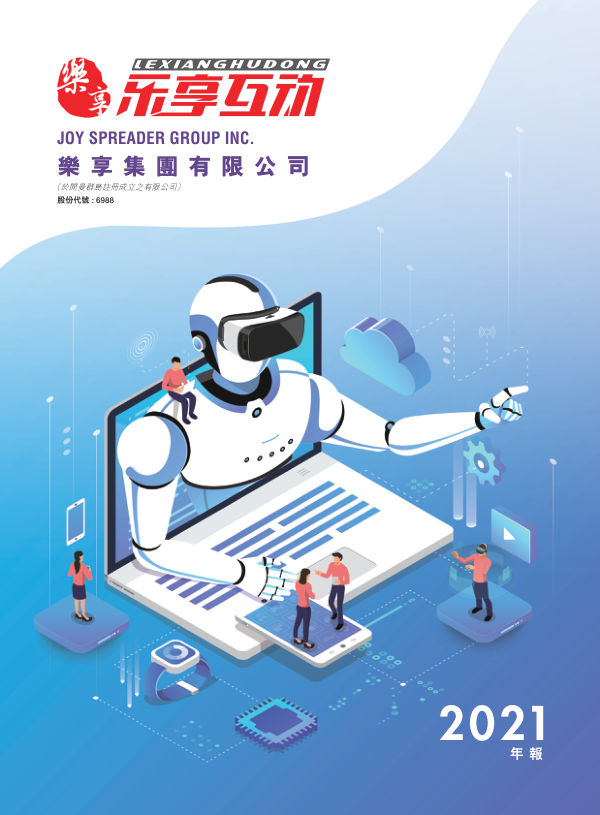 樂享
LEXIANGHUDONG
乐享互动
JOY SPREADER GROUP INC.
樂享集團有限公司
(於開曼群島註冊成立之有限公司)
股份代號 : 6988
2021
年報